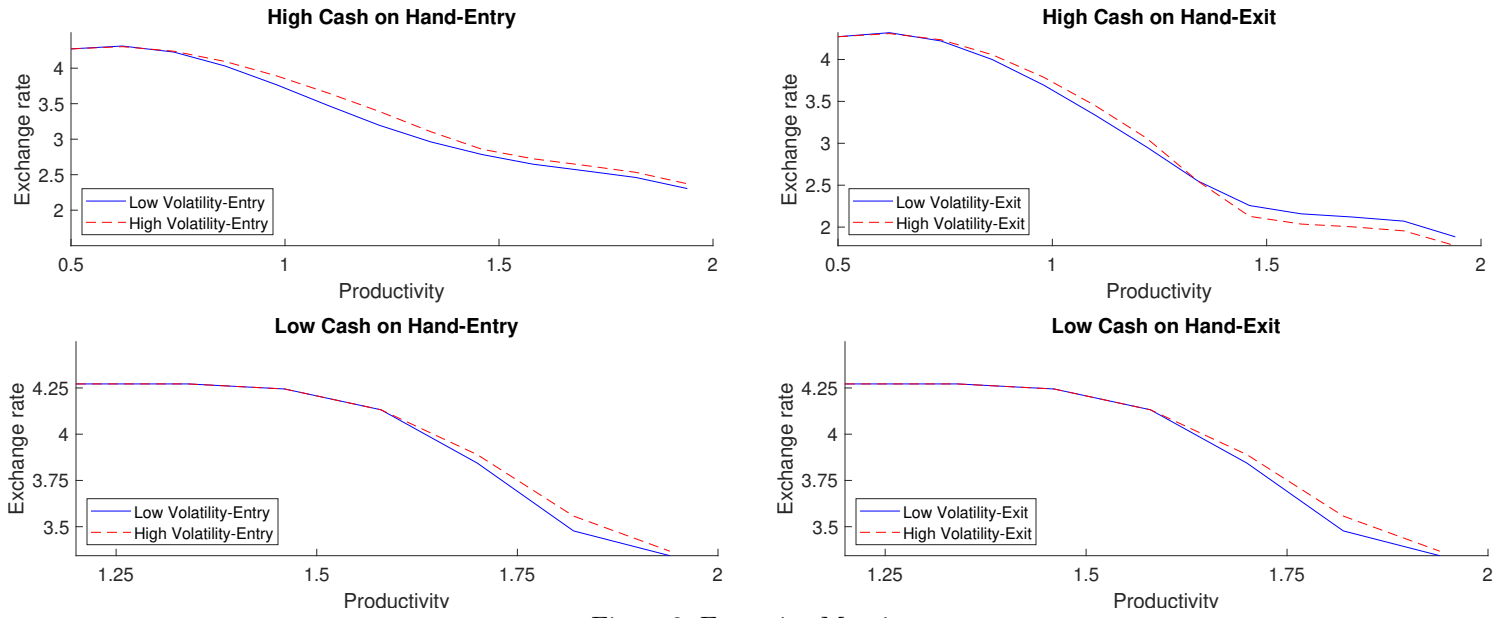 High Cash on Hand-Entry
Exchange rate
4
3.5
3
2.5
2
Low Volatility-Entry
High Volatility-Entry
0.5 1 1.5 2
Productivity
High Cash on Hand-Exit
Exchange rate
4
3.5
3
2.5
2
Low Volatility-Exit
High Volatility-Exit
0.5 1 1.5 2
Productivity
Low Cash on Hand-Entry
Exchange rate
4.25
4
3.75
3.5
Low Volatility-Entry
High Volatility-Entry
1.25 1.5 1.75 2
Productivity
Low Cash on Hand-Exit
Exchange rate
4.25
4
3.75
3.5
Low Volatility-Exit
High Volatility-Exit
1.25 1.5 1.75 2
Productivity